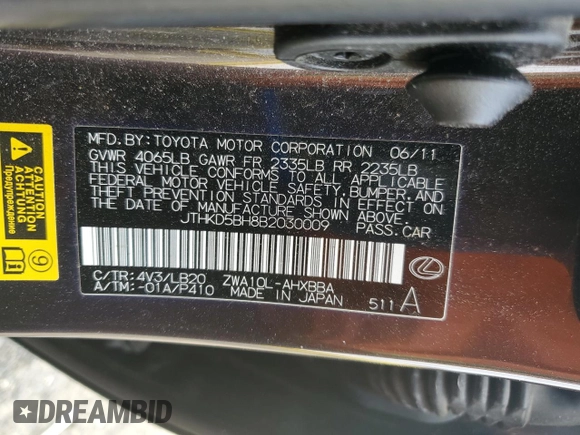 MFD.BY:TOYOTA MOTOR CORPORATION 06/11
GVWR 4065LB GAWR FR 2335LB RR 2235LB
THIS VEHICLE CONFORMS TO ALL APPLICABLE
FEDERAL MOTOR VEHICLE SAFETY,BUMPER,AND
THEFT PREVENTION STANDARDS IN EFFECT ON
THE DATE OF MANUFACTURE SHOWN ABOVE.
JTHKD5BH8B2030009 PASS.CAR
C/TR:4V3/LB20 ZWA10L-AHXBBA
A/TM:-01A/P410 MADE IN JAPAN 511 A
CAUTION
ATTENTION
ACHTUNG
Предупреждение
9
DREAMBID